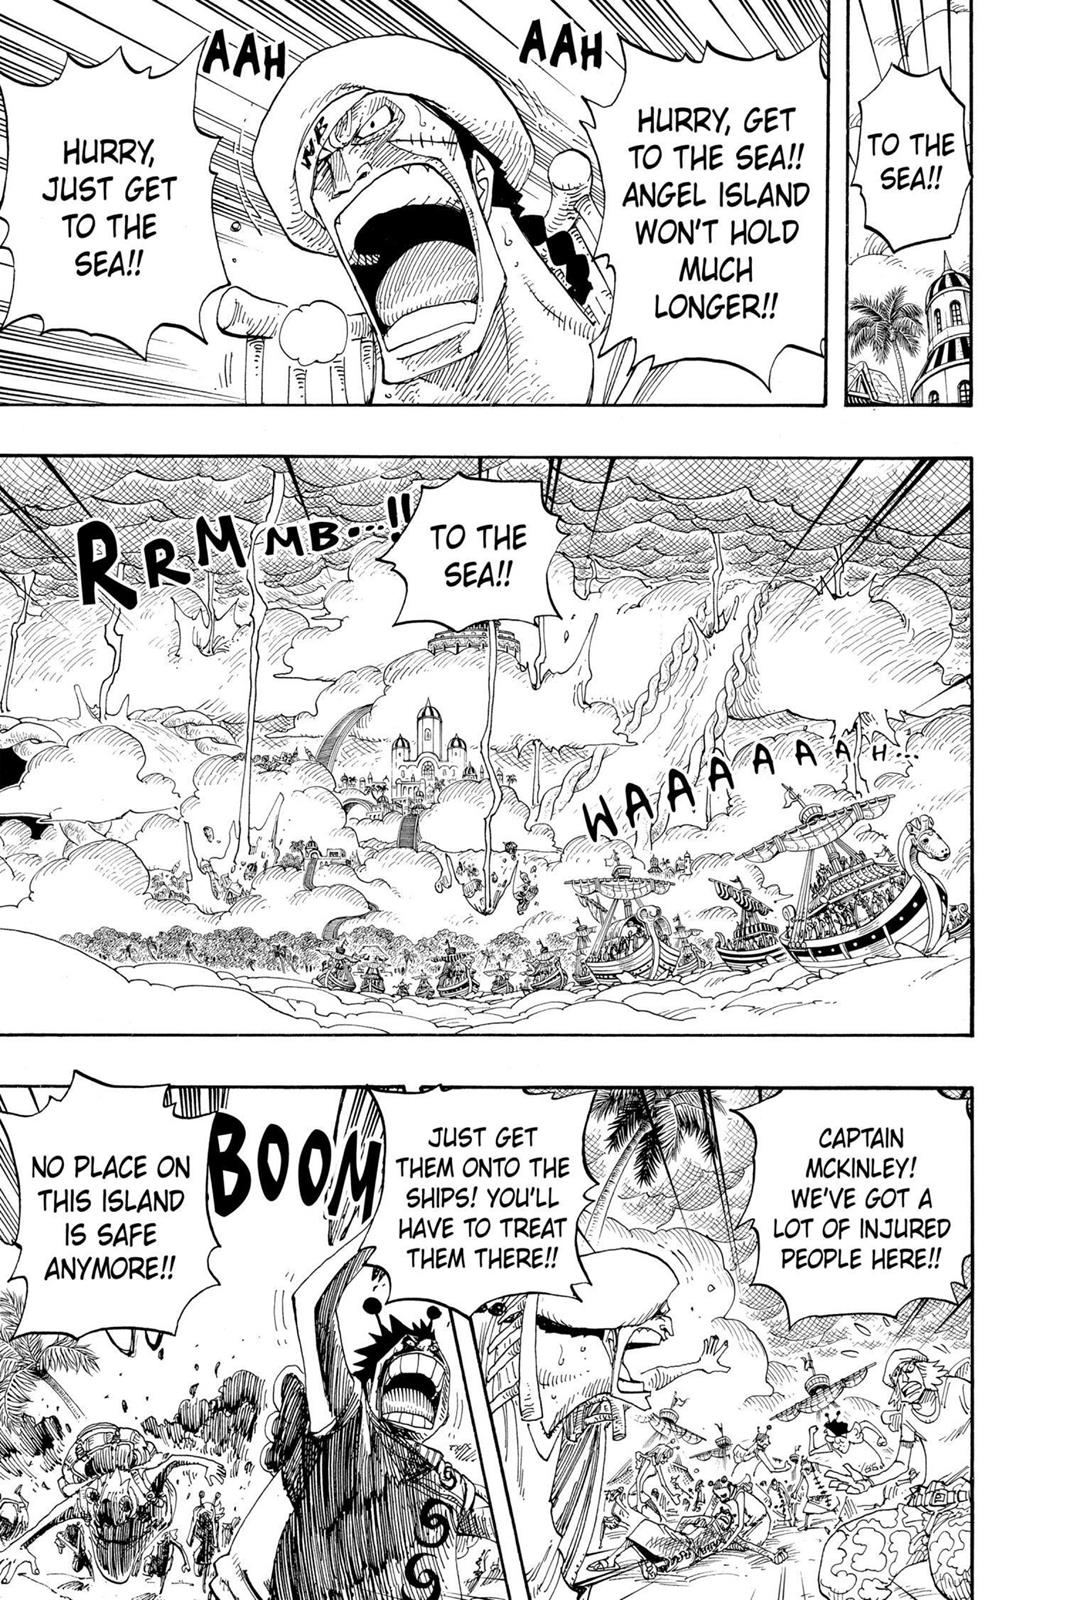 TO THE
SEA!!
AAH
HURRY, GET
TO THE SEA!!
ANGEL ISLAND
WON'T HOLD
MUCH
LONGER!!
AAH
W.B
HURRY,
JUST GET
TO THE
SEA!!
TO THE
SEA!!
RRMMB...!!
WAAAAAAAH...
CAPTAIN
MCKINLEY!
WE'VE GOT A
LOT OF INJURED
PEOPLE HERE!!
JUST GET
THEM ONTO THE
SHIPS! YOU'LL
HAVE TO TREAT
THEM THERE!!
BOOM
NO PLACE ON
THIS ISLAND
IS SAFE
ANYMORE!!